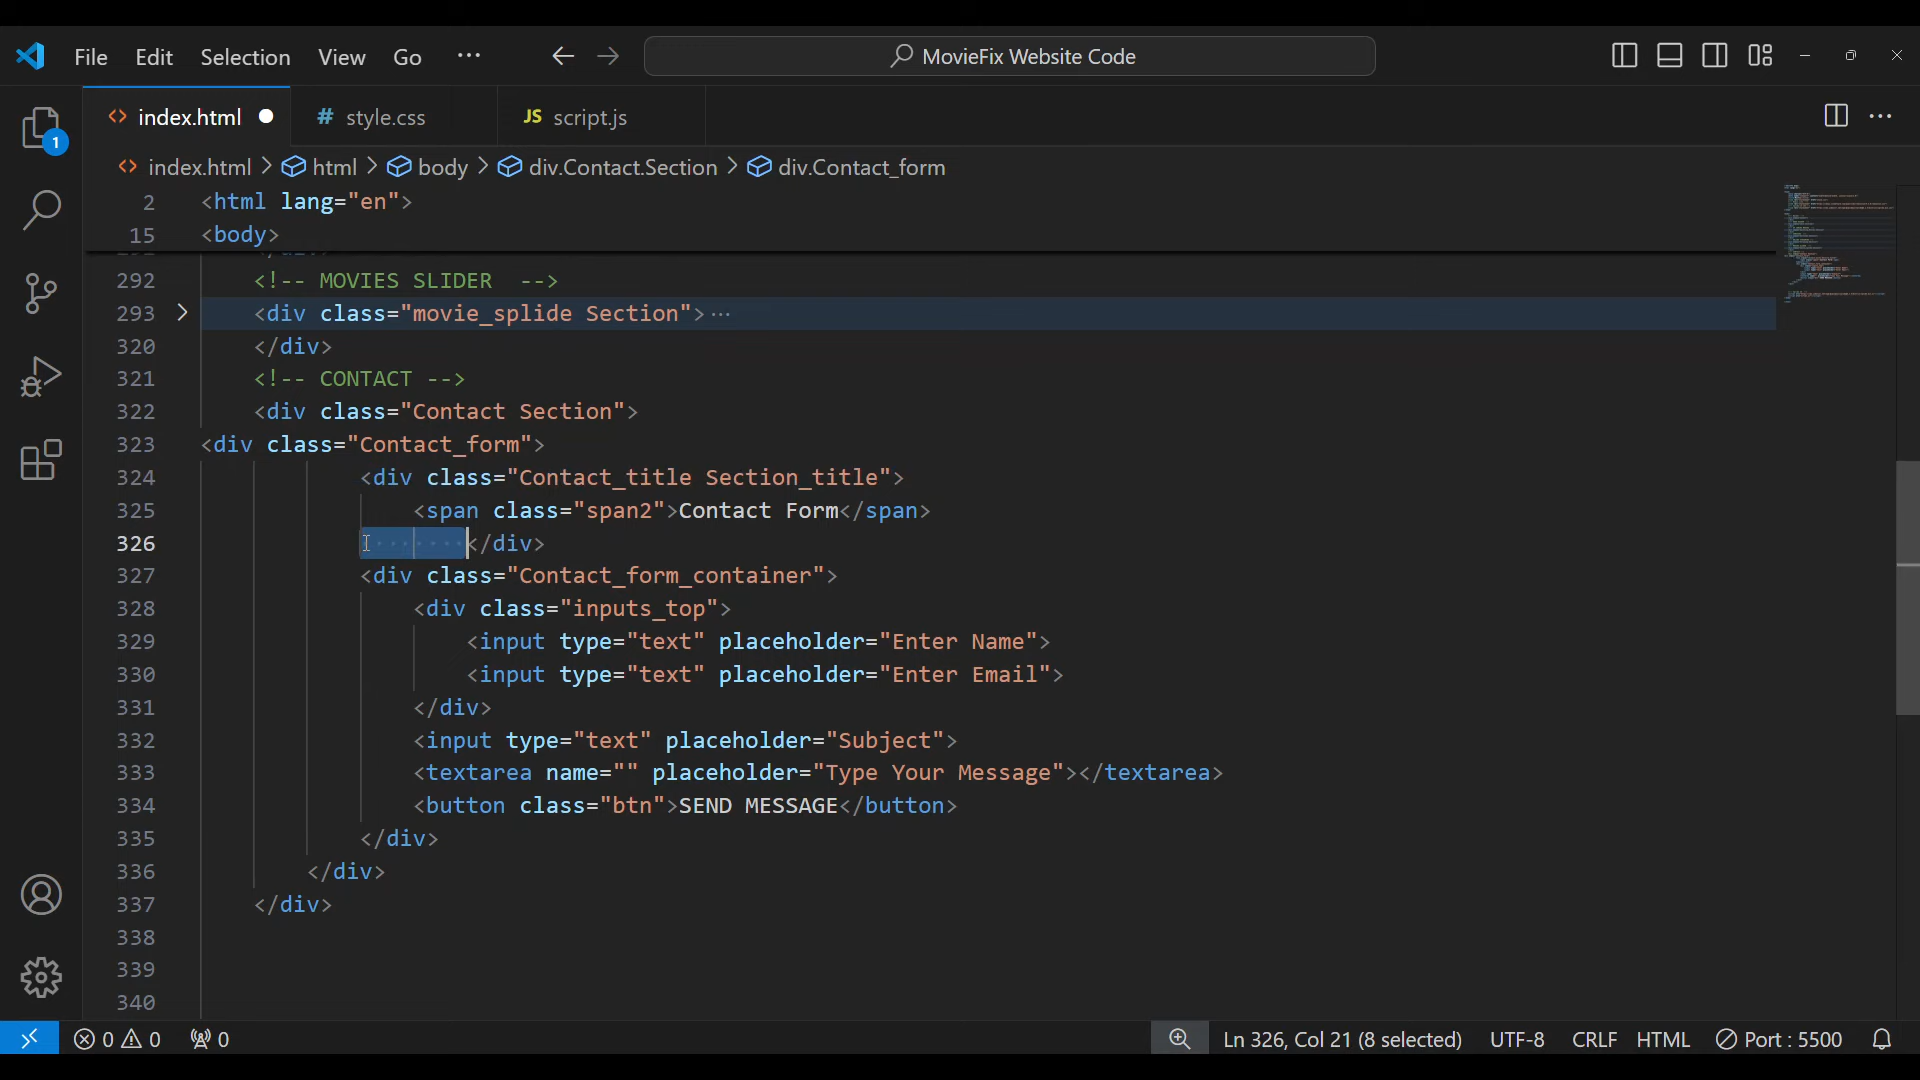 File Edit Selection View Go ··· MovieFix Website Code
index.html style.css JS script.js
1
index.html > html > body > div.Contact.Section > div.Contact_form
2 <html lang="en">
15 <body>
292 <!-- MOVIES SLIDER  -->
293 <div class="movie_splide Section">···
320 </div>
321 <!-- CONTACT -->
322 <div class="Contact Section">
323 <div class="Contact_form">
324 <div class="Contact_title Section_title">
325 <span class="span2">Contact Form</span>
326 </div>
327 <div class="Contact_form_container">
328 <div class="inputs_top">
329 <input type="text" placeholder="Enter Name">
330 <input type="text" placeholder="Enter Email">
331 </div>
332 <input type="text" placeholder="Subject">
333 <textarea name="" placeholder="Type Your Message"></textarea>
334 <button class="btn">SEND MESSAGE</button>
335 </div>
336 </div>
337 </div>
338
339
340
0 0 0 Ln 326, Col 21 (8 selected) UTF-8 CRLF HTML Port : 5500